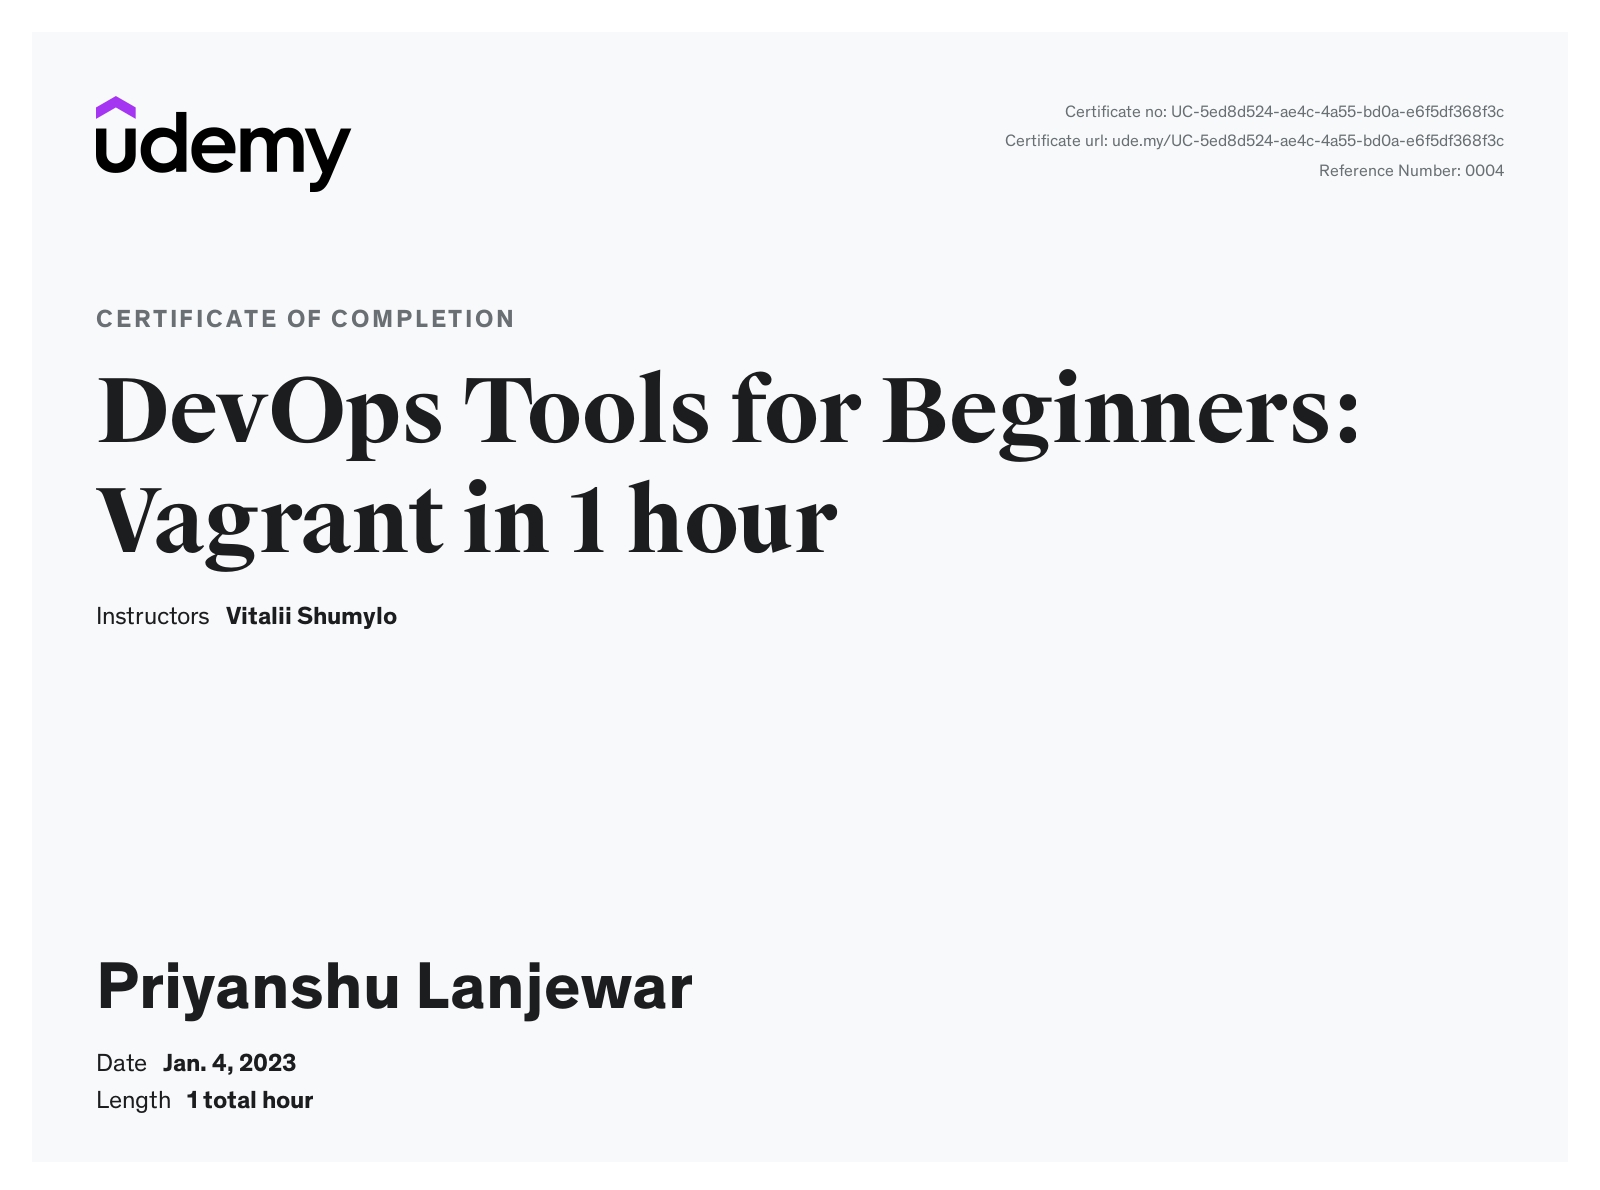 udemy
Certificate no: UC-5ed8d524-ae4c-4a55-bd0a-e6f5df368f3c
Certificate url: ude.my/UC-5ed8d524-ae4c-4a55-bd0a-e6f5df368f3c
Reference Number: 0004
CERTIFICATE OF COMPLETION
DevOps Tools for Beginners:
Vagrant in 1 hour
Instructors Vitalii Shumylo
Priyanshu Lanjewar
Date Jan. 4, 2023
Length 1 total hour